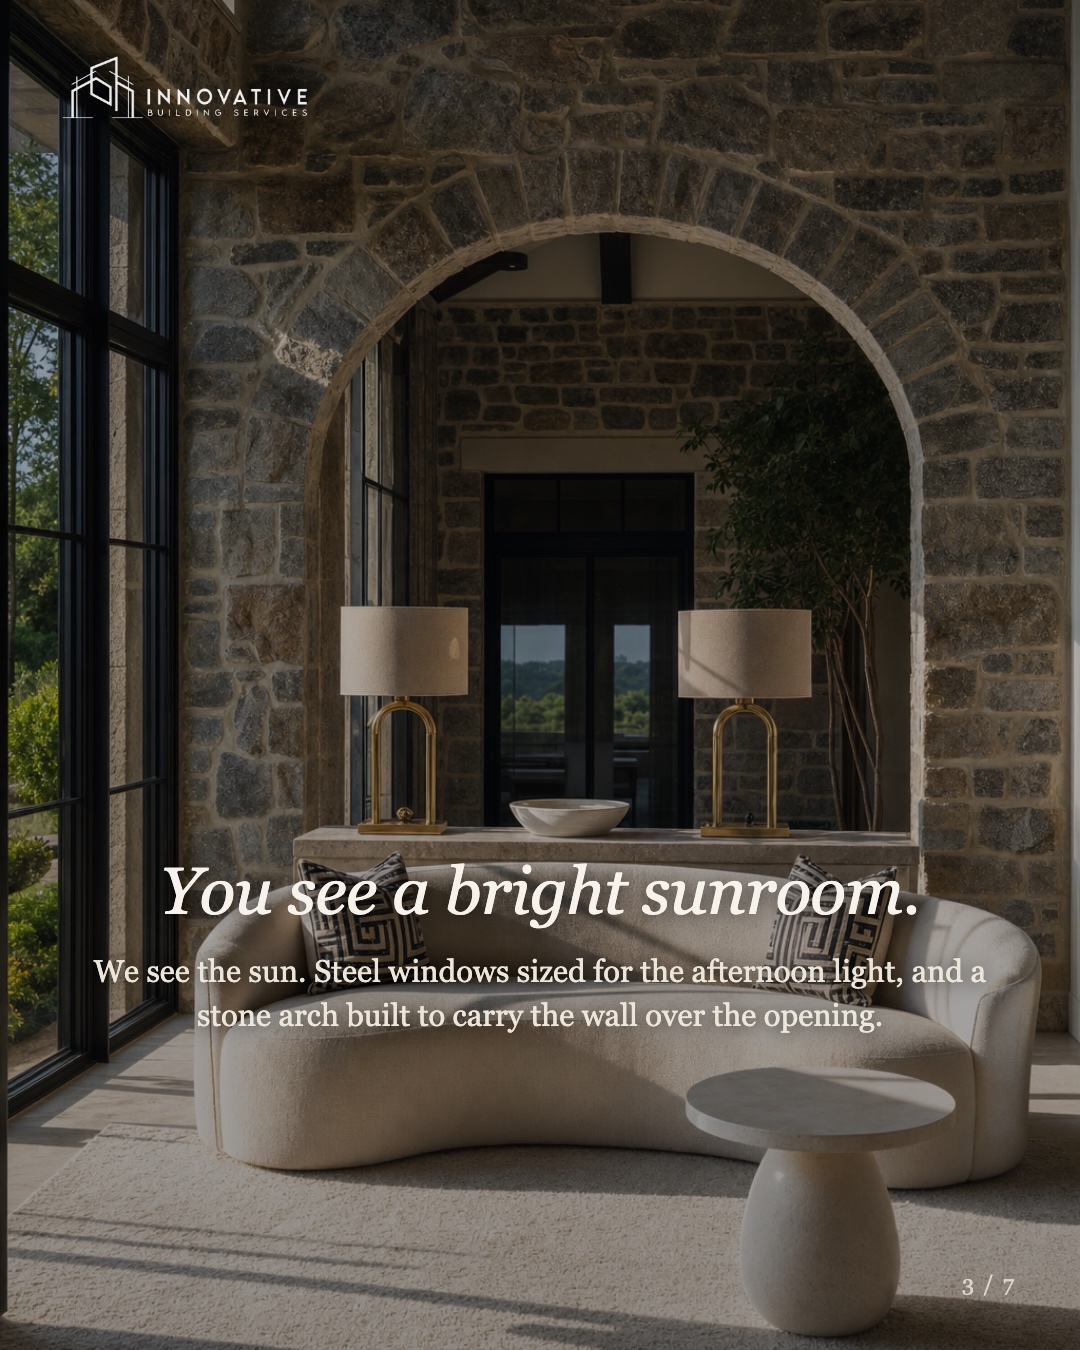 INNOVATIVE
BUILDING SERVICES
You see a bright sunroom.
We see the sun. Steel windows sized for the afternoon light, and a
stone arch built to carry the wall over the opening.
3 / 7